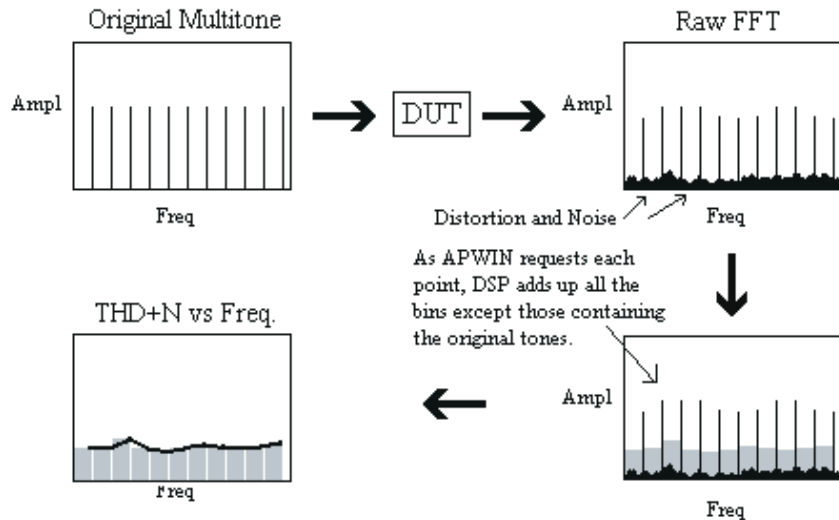 Original Multitone
Raw FFT
Ampl
DUT
Ampl
Freq
Distortion and Noise
Freq
As APWIN requests each
point, DSP adds up all the
bins except those containing
the original tones.
THD+N vs Freq.
Ampl
Freq
Freq